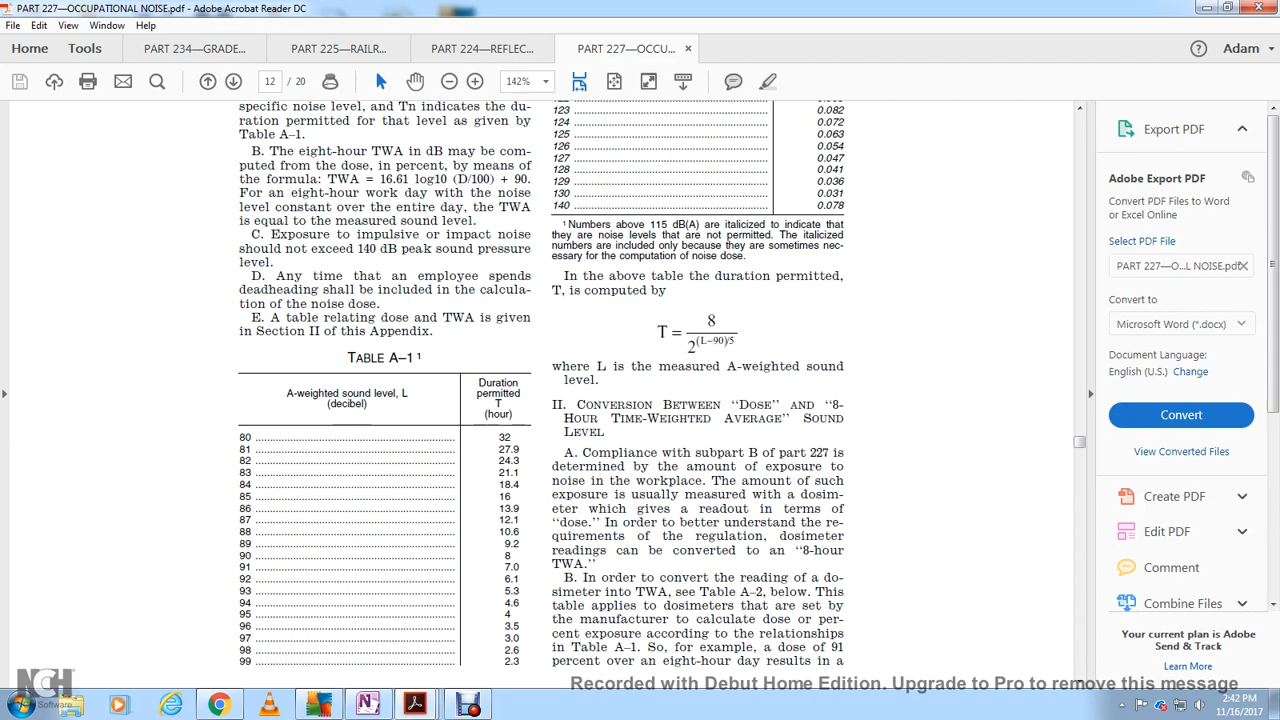 PART 227—OCCUPATIONAL NOISE.pdf - Adobe Acrobat Reader DC
File Edit View Window Help
Home Tools PART 234—GRADE... PART 225—RAILR... PART 224—REFLEC... PART 227—OCCU... × Adam
12 / 20 142%
specific noise level, and Tn indicates the du-
ration permitted for that level as given by
Table A–1.
B. The eight-hour TWA in dB may be com-
puted from the dose, in percent, by means of
the formula: TWA = 16.61 log10 (D/100) + 90.
For an eight-hour work day with the noise
level constant over the entire day, the TWA
is equal to the measured sound level.
C. Exposure to impulsive or impact noise
should not exceed 140 dB peak sound pressure
level.
D. Any time that an employee spends
deadheading shall be included in the calcula-
tion of the noise dose.
E. A table relating dose and TWA is given
in Section II of this Appendix.
TABLE A–1 1
A-weighted sound level, L
(decibel)
Duration
permitted
T
(hour)
80 ........ 32
81 ........ 27.9
82 ........ 24.3
83 ........ 21.1
84 ........ 18.4
85 ........ 16
86 ........ 13.9
87 ........ 12.1
88 ........ 10.6
89 ........ 9.2
90 ........ 8
91 ........ 7.0
92 ........ 6.1
93 ........ 5.3
94 ........ 4.6
95 ........ 4
96 ........ 3.5
97 ........ 3.0
98 ........ 2.6
99 ........ 2.3
123 ........ 0.082
124 ........ 0.072
125 ........ 0.063
126 ........ 0.054
127 ........ 0.047
128 ........ 0.041
129 ........ 0.036
130 ........ 0.031
140 ........ 0.078
1 Numbers above 115 dB(A) are italicized to indicate that
they are noise levels that are not permitted. The italicized
numbers are included only because they are sometimes nec-
essary for the computation of noise dose.
In the above table the duration permitted,
T, is computed by
T = 8 / 2^(L–90)/5
where L is the measured A-weighted sound
level.
II. CONVERSION BETWEEN ‘‘DOSE’’ AND ‘‘8-
HOUR TIME-WEIGHTED AVERAGE’’ SOUND
LEVEL
A. Compliance with subpart B of part 227 is
determined by the amount of exposure to
noise in the workplace. The amount of such
exposure is usually measured with a dosim-
eter which gives a readout in terms of
‘‘dose.’’ In order to better understand the re-
quirements of the regulation, dosimeter
readings can be converted to an ‘‘8-hour
TWA.’’
B. In order to convert the reading of a do-
simeter into TWA, see Table A–2, below. This
table applies to dosimeters that are set by
the manufacturer to calculate dose or per-
cent exposure according to the relationships
in Table A–1. So, for example, a dose of 91
percent over an eight-hour day results in a
Export PDF
Adobe Export PDF
Convert PDF Files to Word
or Excel Online
Select PDF File
PART 227—O...L NOISE.pdf ×
Convert to
Microsoft Word (*.docx)
Document Language:
English (U.S.) Change
Convert
View Converted Files
Create PDF
Edit PDF
Comment
Combine Files
Your current plan is Adobe
Send & Track
Learn More
NCH
Software
Recorded with Debut Home Edition. Upgrade to Pro to remove this message
2:42 PM
11/16/2017